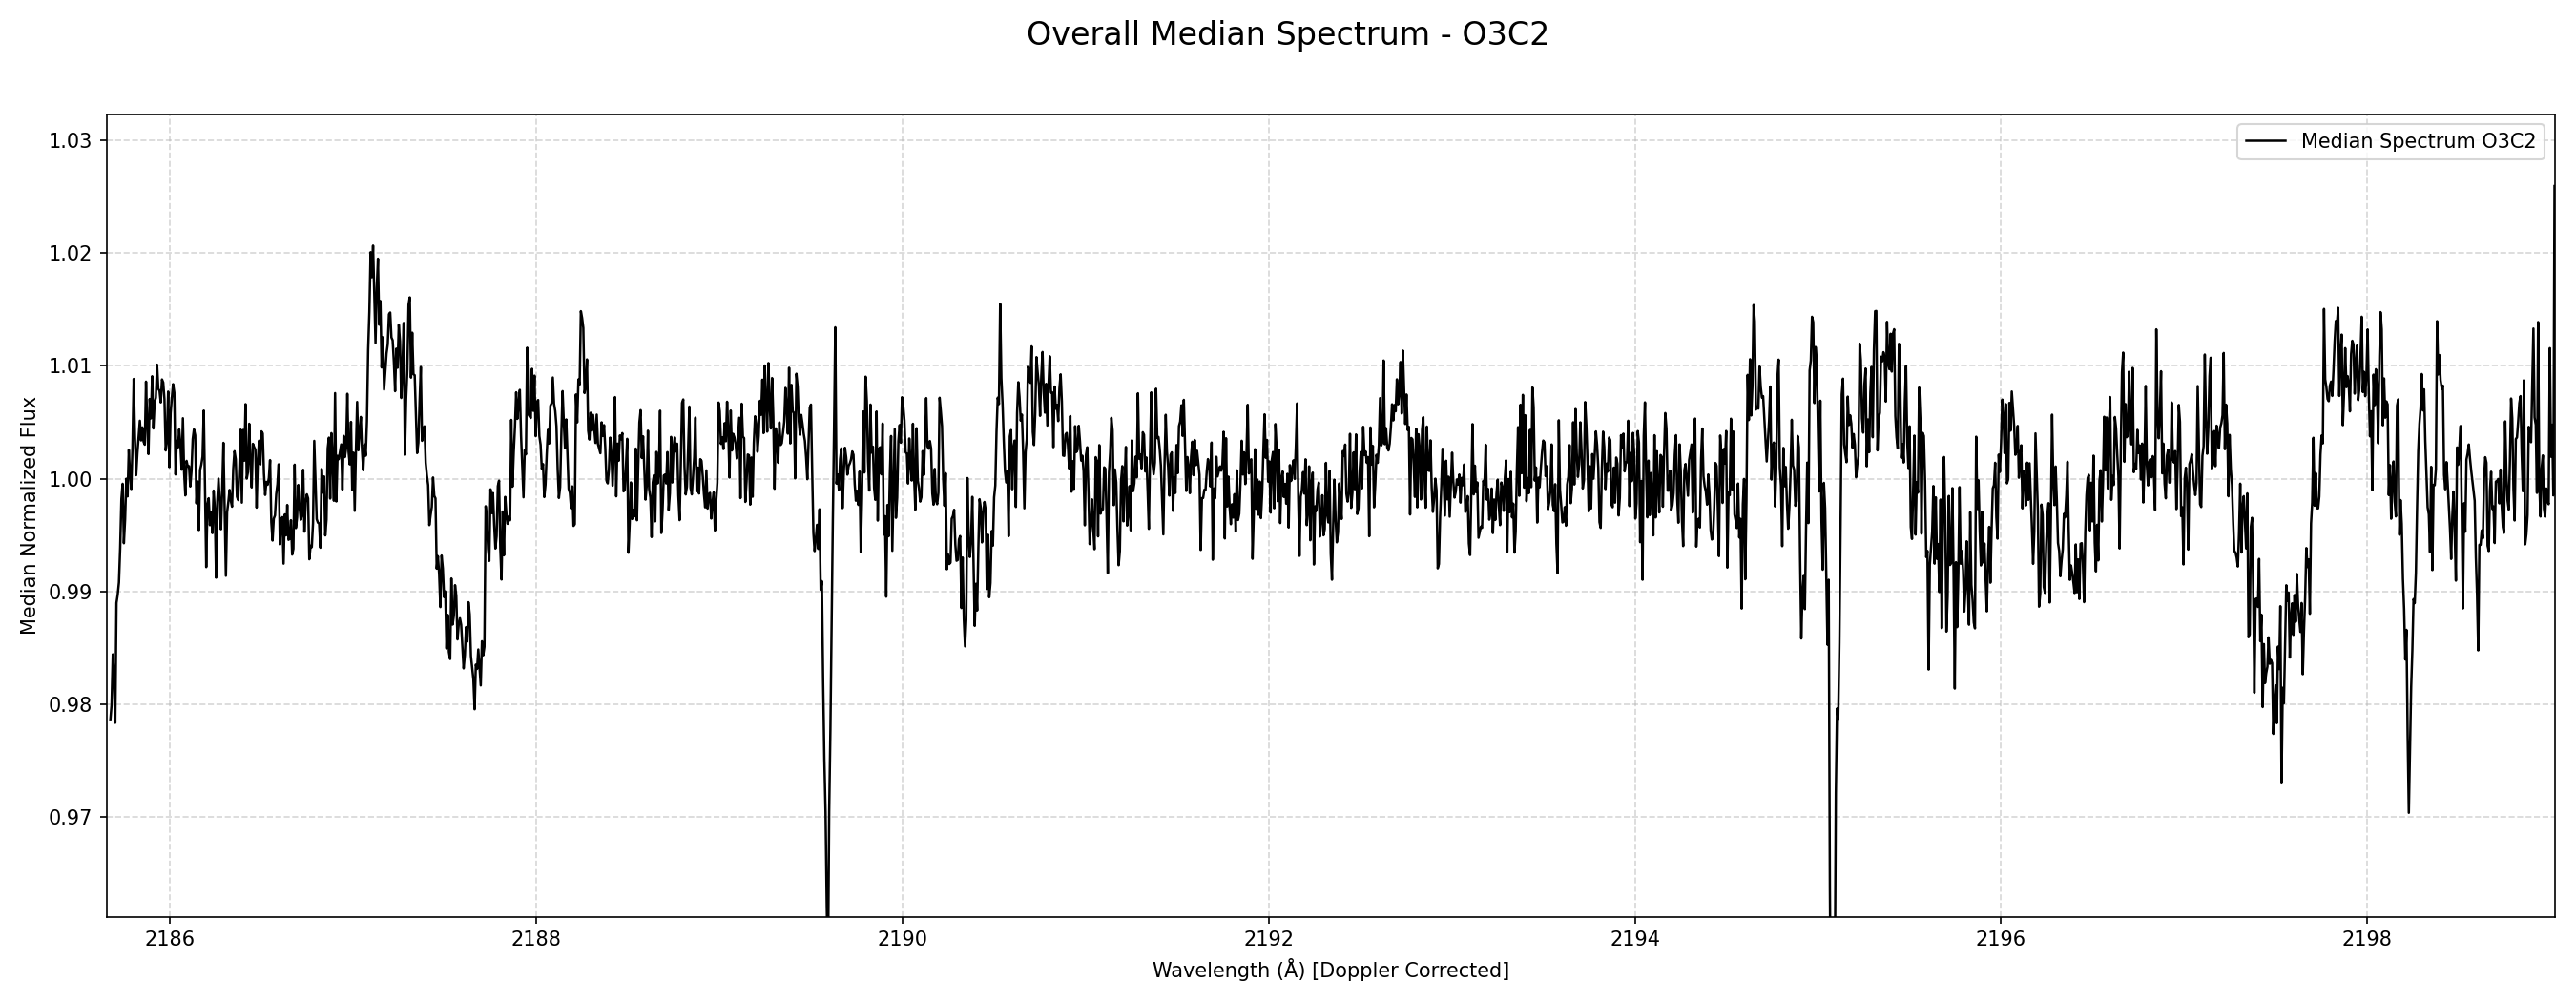 Overall Median Spectrum - O3C2
Median Spectrum O3C2
Median Normalized Flux
1.03
1.02
1.01
1.00
0.99
0.98
0.97
2186 2188 2190 2192 2194 2196 2198
Wavelength (Å) [Doppler Corrected]